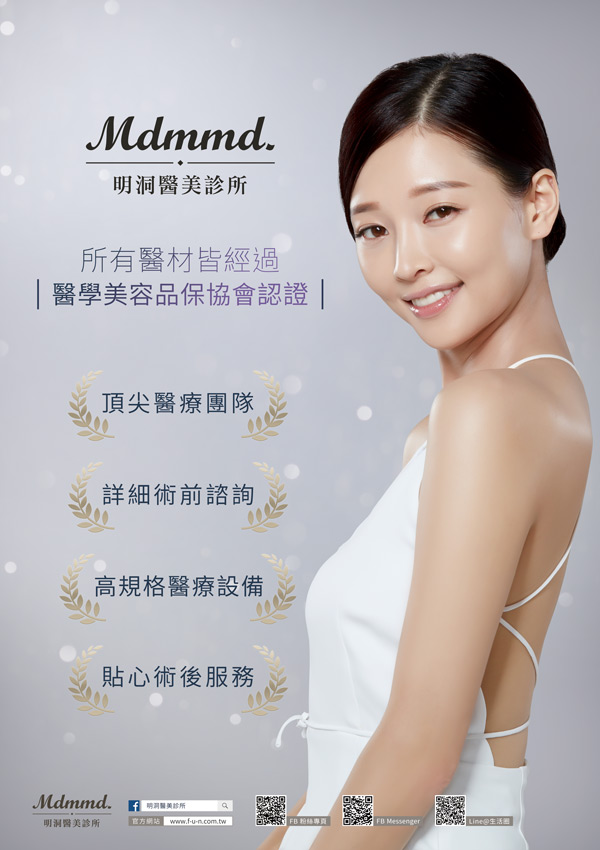 Mdmmd.
明洞醫美診所
所有醫材皆經過
醫學美容品保協會認證
頂尖醫療團隊
詳細術前諮詢
高規格醫療設備
貼心術後服務
Mdmmd.
明洞醫美診所
f 明洞醫美診所
官方網站 www.f-u-n.com.tw
FB 粉絲專頁
FB Messenger
Line@生活圈